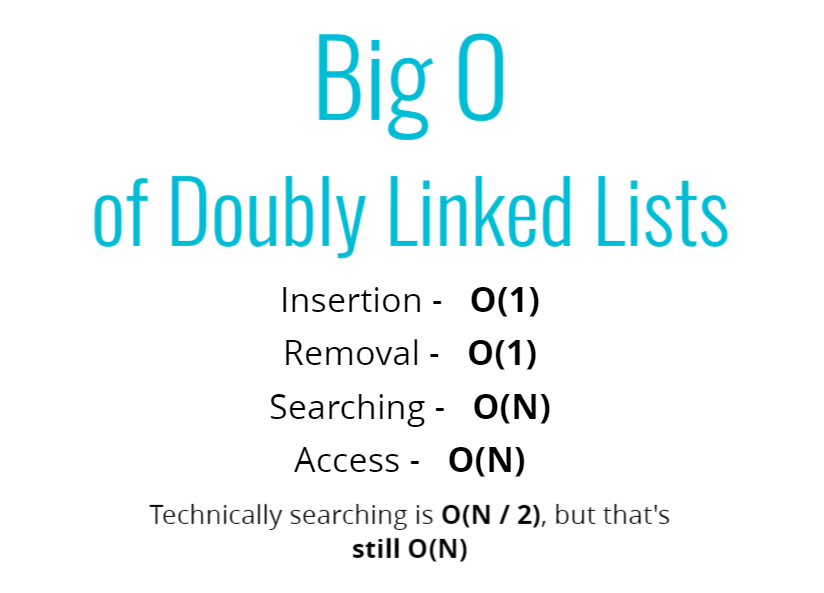 Big O
of Doubly Linked Lists
Insertion - O(1)
Removal - O(1)
Searching - O(N)
Access - O(N)
Technically searching is O(N / 2), but that's
still O(N)